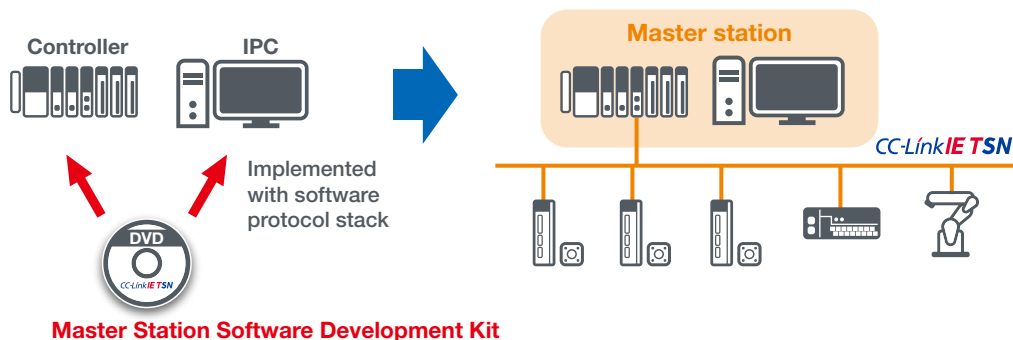 Controller
IPC
Implemented
with software
protocol stack
DVD
CC-Link IE TSN
Master Station Software Development Kit
Master station
CC-Link IE TSN